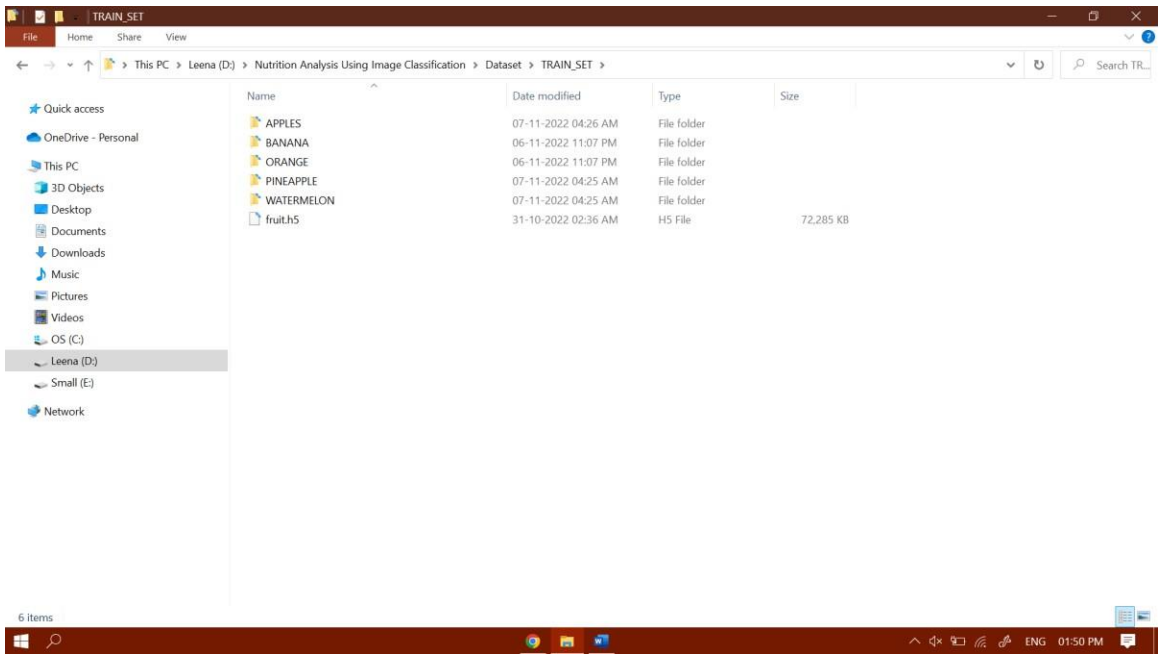 TRAIN_SET
File Home Share View
This PC > Leena (D:) > Nutrition Analysis Using Image Classification > Dataset > TRAIN_SET >
Search TR...
Quick access
OneDrive - Personal
This PC
3D Objects
Desktop
Documents
Downloads
Music
Pictures
Videos
OS (C:)
Leena (D:)
Small (E:)
Network
Name Date modified Type Size
APPLES 07-11-2022 04:26 AM File folder
BANANA 06-11-2022 11:07 PM File folder
ORANGE 06-11-2022 11:07 PM File folder
PINEAPPLE 07-11-2022 04:25 AM File folder
WATERMELON 07-11-2022 04:25 AM File folder
fruit.h5 31-10-2022 02:36 AM H5 File 72,285 KB
6 items
ENG 01:50 PM